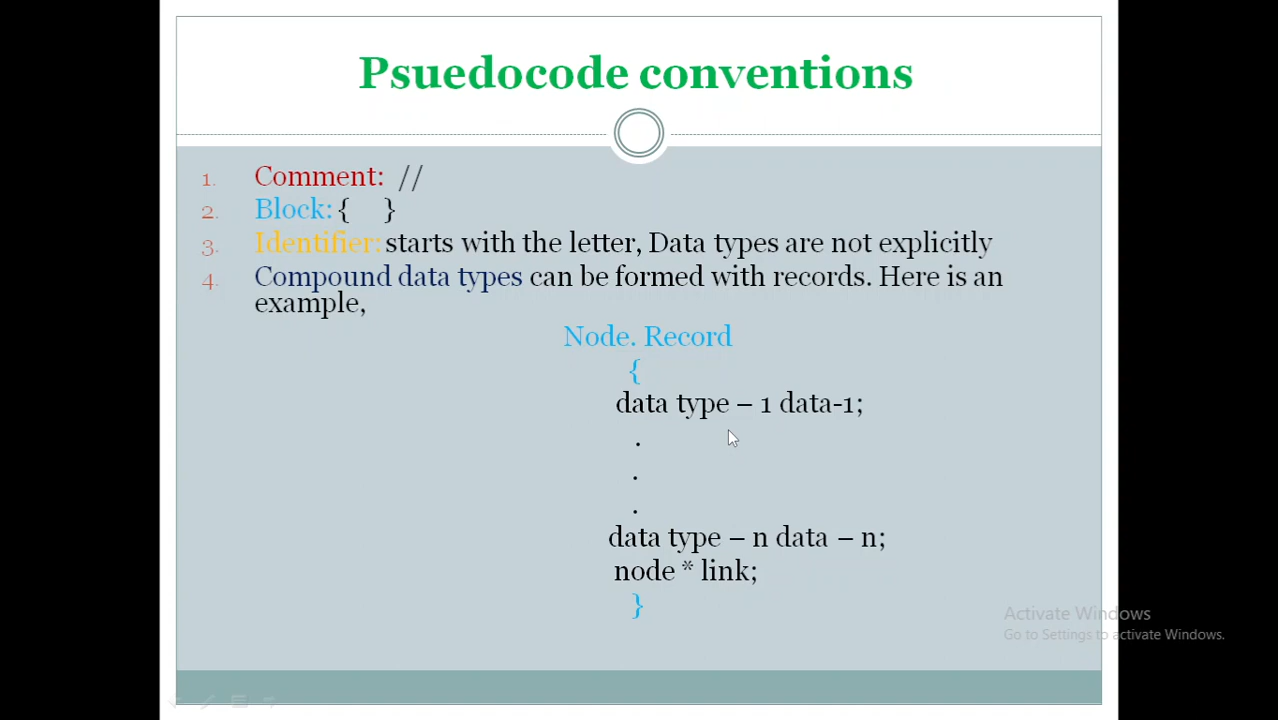 Psuedocode conventions
1. Comment: //
2. Block: { }
3. Identifier: starts with the letter, Data types are not explicitly
4. Compound data types can be formed with records. Here is an
example,
Node. Record
{
data type – 1 data-1;
.
.
.
data type – n data – n;
node * link;
}
Activate Windows
Go to Settings to activate Windows.